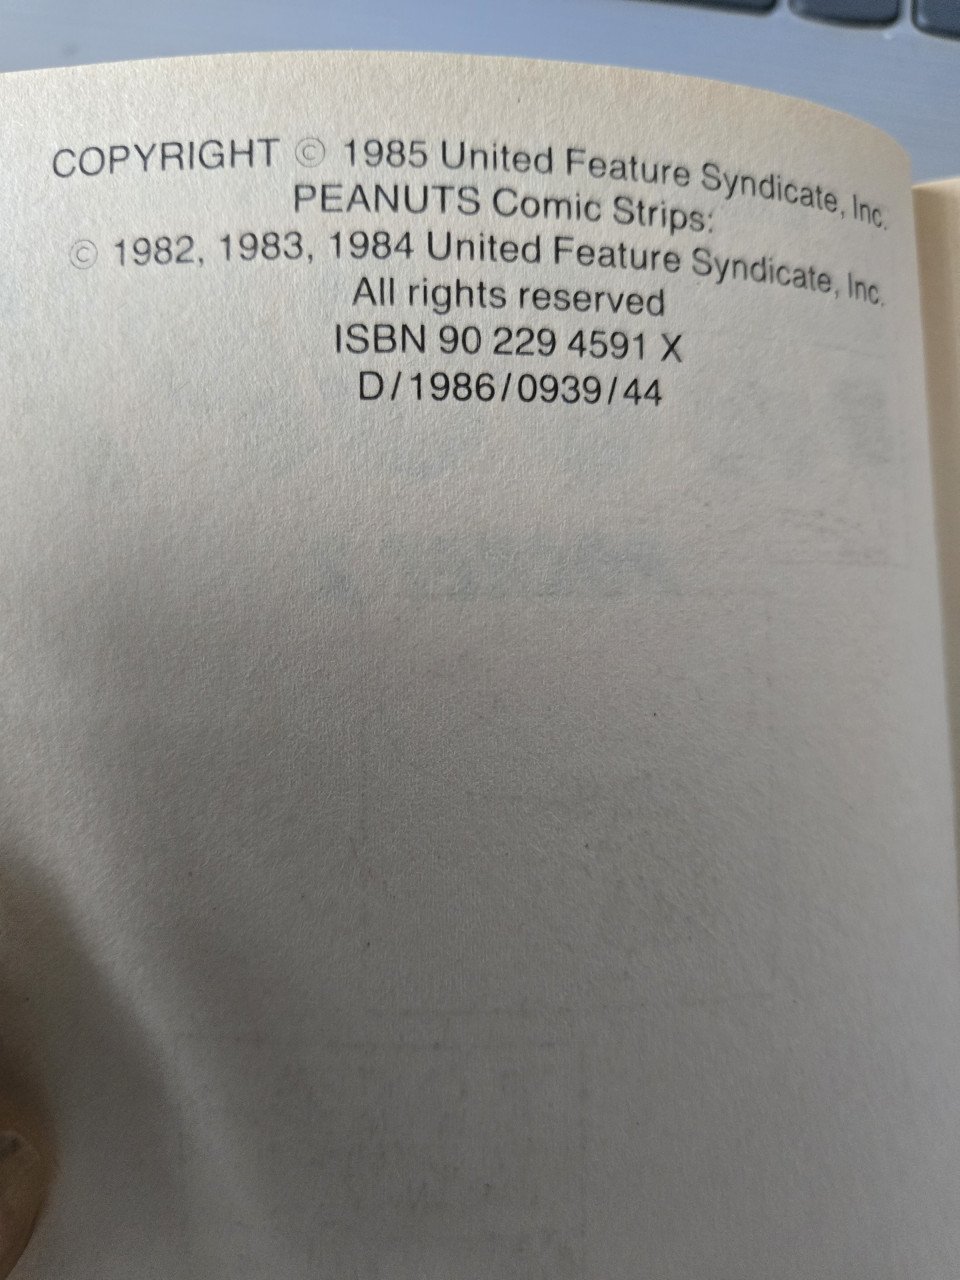 COPYRIGHT © 1985 United Feature Syndicate, Inc.
PEANUTS Comic Strips:
© 1982, 1983, 1984 United Feature Syndicate, Inc.
All rights reserved
ISBN 90 229 4591 X
D/1986/0939/44